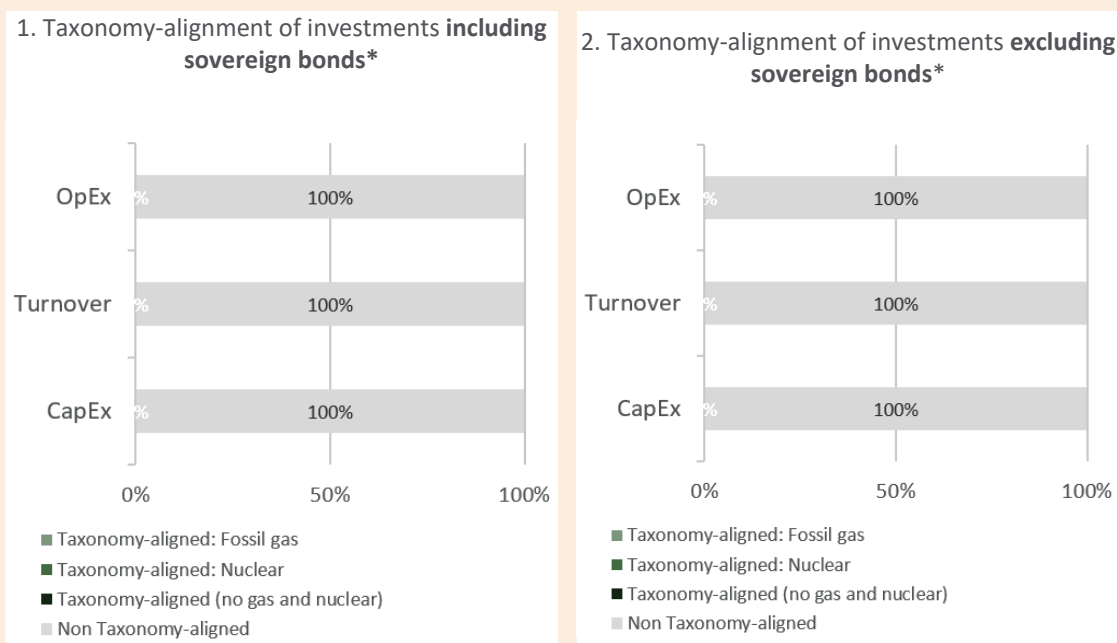 1. Taxonomy-alignment of investments including
sovereign bonds*
OpEx
%
100%
Turnover
%
100%
CapEx
%
100%
0%
50%
100%
Taxonomy-aligned: Fossil gas
Taxonomy-aligned: Nuclear
Taxonomy-aligned (no gas and nuclear)
Non Taxonomy-aligned
2. Taxonomy-alignment of investments excluding
sovereign bonds*
OpEx
%
100%
Turnover
%
100%
CapEx
%
100%
0%
50%
100%
Taxonomy-aligned: Fossil gas
Taxonomy-aligned: Nuclear
Taxonomy-aligned (no gas and nuclear)
Non Taxonomy-aligned